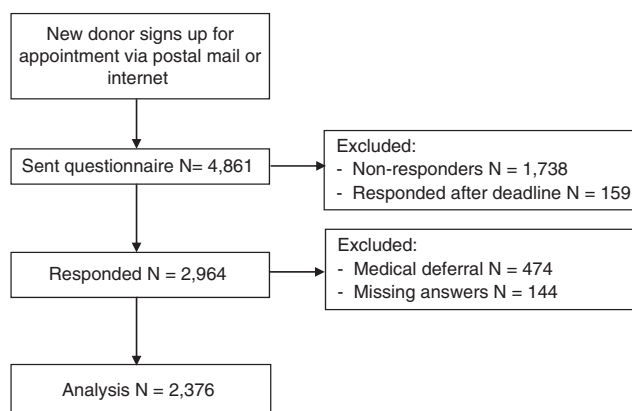 New donor signs up for
appointment via postal mail or
internet
Sent questionnaire N= 4,861
Excluded:
- Non-responders N = 1,738
- Responded after deadline N = 159
Responded N = 2,964
Excluded:
- Medical deferral N = 474
- Missing answers N = 144
Analysis N = 2,376